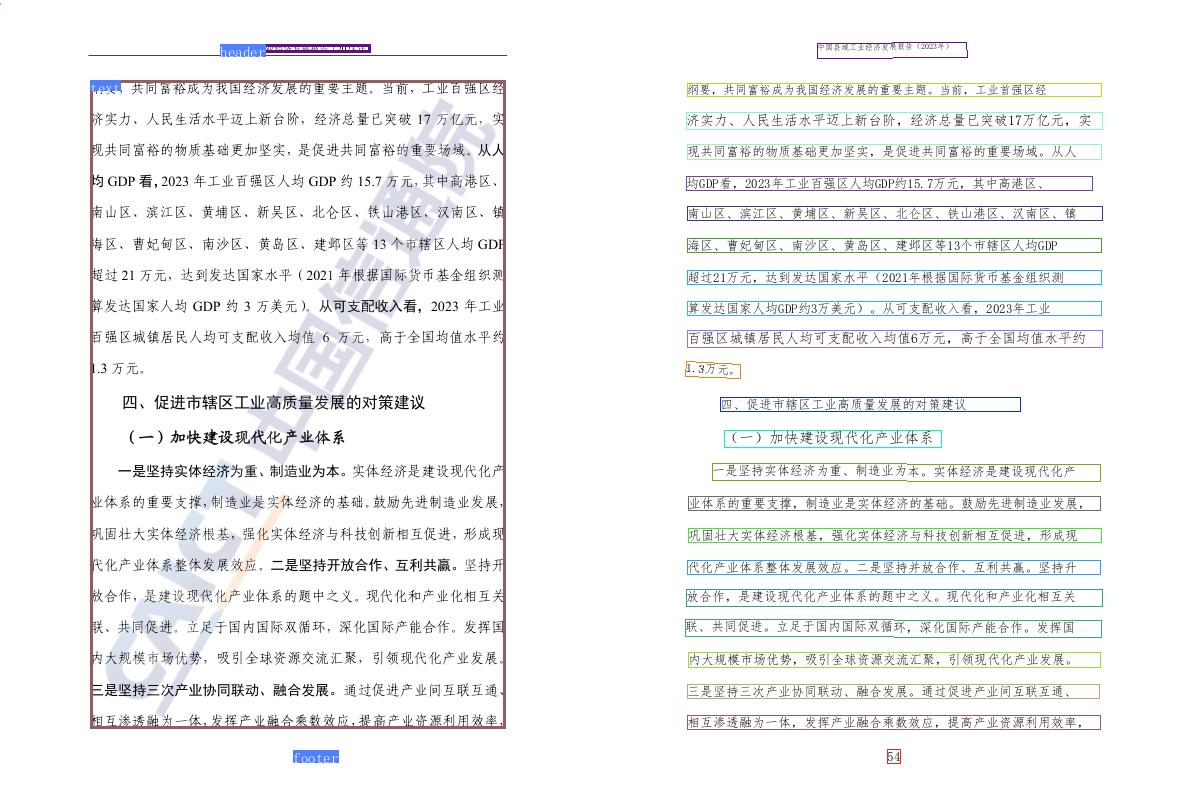 header
text 纲要，共同富裕成为我国经济发展的重要主题。当前，工业百强区经
济实力、人民生活水平迈上新台阶，经济总量已突破 17 万亿元，实
现共同富裕的物质基础更加坚实，是促进共同富裕的重要场域。从人
均 GDP 看，2023 年工业百强区人均 GDP 约 15.7 万元，其中高港区、
南山区、滨江区、黄埔区、新吴区、北仑区、铁山港区、汉南区、镇
海区、曹妃甸区、南沙区、黄岛区、建邺区等 13 个市辖区人均 GDP
超过 21 万元，达到发达国家水平（2021 年根据国际货币基金组织测
算发达国家人均 GDP 约 3 万美元）。从可支配收入看，2023 年工业
百强区城镇居民人均可支配收入均值 6 万元，高于全国均值水平约
1.3 万元。
四、促进市辖区工业高质量发展的对策建议
（一）加快建设现代化产业体系
一是坚持实体经济为重、制造业为本。实体经济是建设现代化产
业体系的重要支撑，制造业是实体经济的基础。鼓励先进制造业发展，
巩固壮大实体经济根基，强化实体经济与科技创新相互促进，形成现
代化产业体系整体发展效应。二是坚持开放合作、互利共赢。坚持开
放合作，是建设现代化产业体系的题中之义。现代化和产业化相互关
联、共同促进。立足于国内国际双循环，深化国际产能合作。发挥国
内大规模市场优势，吸引全球资源交流汇聚，引领现代化产业发展。
三是坚持三次产业协同联动、融合发展。通过促进产业间互联互通、
相互渗透融为一体，发挥产业融合乘数效应，提高产业资源利用效率，
footer
CAICT 中国信通院
中国县域工业经济发展报告（2023年）
纲要，共同富裕成为我国经济发展的重要主题。当前，工业首强区经
济实力、人民生活水平迈上新台阶，经济总量已突破17万亿元，实
现共同富裕的物质基础更加坚实，是促进共同富裕的重要场域。从人
均GDP看，2023年工业百强区人均GDP约15.7万元，其中高港区、
南山区、滨江区、黄埔区、新吴区、北仑区、铁山港区、汉南区、镇
海区、曹妃甸区、南沙区、黄岛区、建邺区等13个市辖区人均GDP
超过21万元，达到发达国家水平（2021年根据国际货币基金组织测
算发达国家人均GDP约3万美元）。从可支配收入看，2023年工业
百强区城镇居民人均可支配收入均值6万元，高于全国均值水平约
1.3万元。
四、促进市辖区工业高质量发展的对策建议
（一）加快建设现代化产业体系
一是坚持实体经济为重、制造业为本。实体经济是建设现代化产
业体系的重要支撑，制造业是实体经济的基础。鼓励先进制造业发展，
巩固壮大实体经济根基，强化实体经济与科技创新相互促进，形成现
代化产业体系整体发展效应。二是坚持并放合作、互利共赢。坚持升
放合作，是建设现代化产业体系的题中之义。现代化和产业化相互关
联、共同促进。立足于国内国际双循环，深化国际产能合作。发挥国
内大规模市场优势，吸引全球资源交流汇聚，引领现代化产业发展。
三是坚持三次产业协同联动、融合发展。通过促进产业间互联互通、
相互渗透融为一体，发挥产业融合乘数效应，提高产业资源利用效率，
54